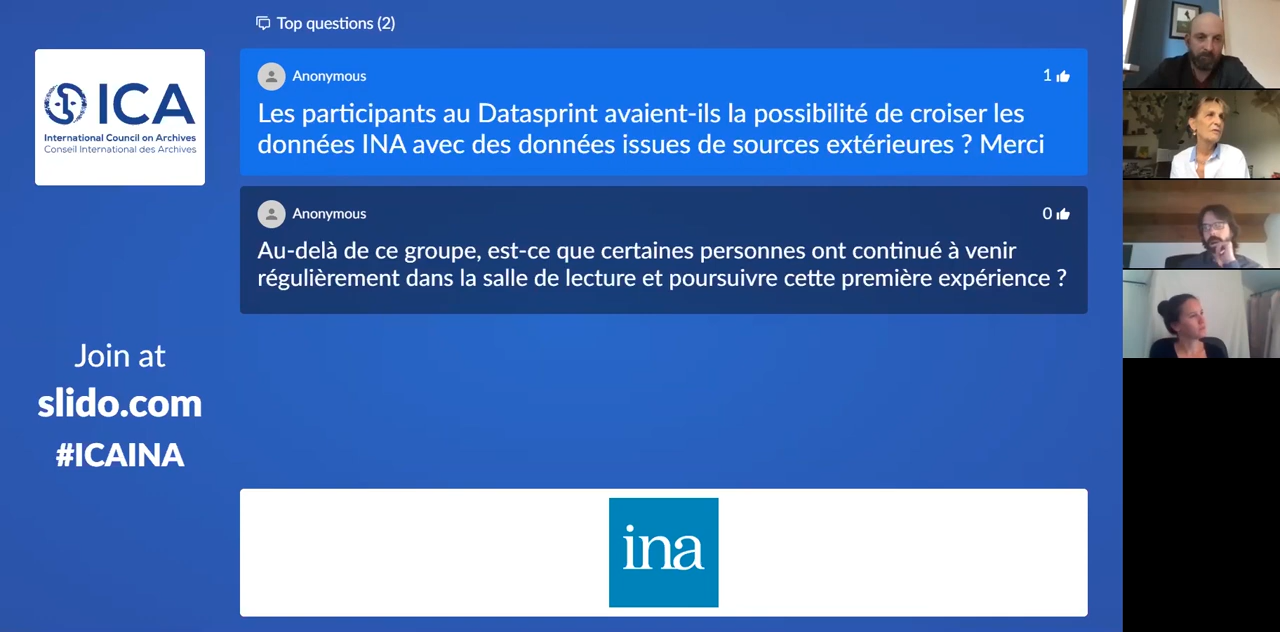 Top questions (2)
ICA
International Council on Archives
Conseil International des Archives
Anonymous
1
Les participants au Datasprint avaient-ils la possibilité de croiser les
données INA avec des données issues de sources extérieures ? Merci
Anonymous
0
Au-delà de ce groupe, est-ce que certaines personnes ont continué à venir
régulièrement dans la salle de lecture et poursuivre cette première expérience ?
Join at
slido.com
#ICAINA
ina